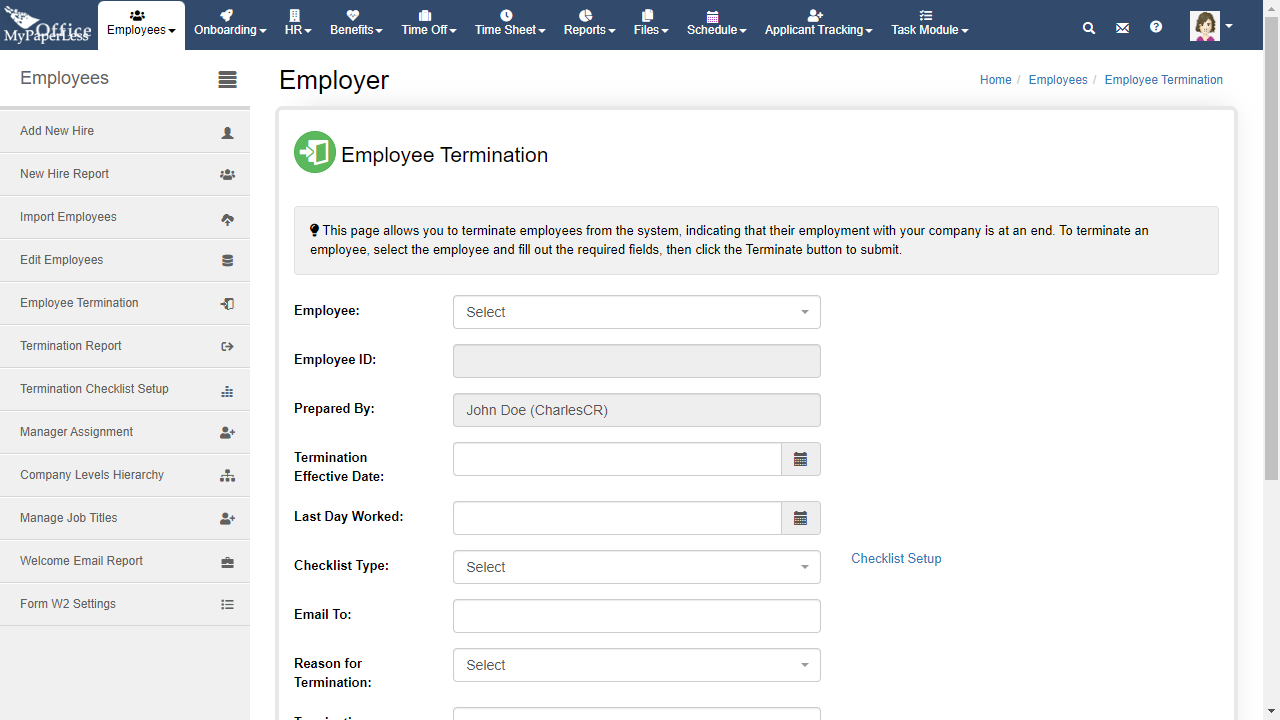 MyPaperLess Office
Employees
Onboarding
HR
Benefits
Time Off
Time Sheet
Reports
Files
Schedule
Applicant Tracking
Task Module
Employees
Employer
Home / Employees / Employee Termination
Add New Hire
New Hire Report
Import Employees
Edit Employees
Employee Termination
Termination Report
Termination Checklist Setup
Manager Assignment
Company Levels Hierarchy
Manage Job Titles
Welcome Email Report
Form W2 Settings
Employee Termination
This page allows you to terminate employees from the system, indicating that their employment with your company is at an end. To terminate an
employee, select the employee and fill out the required fields, then click the Terminate button to submit.
Employee:
Select
Employee ID:
Prepared By:
John Doe (CharlesCR)
Termination
Effective Date:
Last Day Worked:
Checklist Type:
Select
Checklist Setup
Email To:
Reason for
Termination:
Select